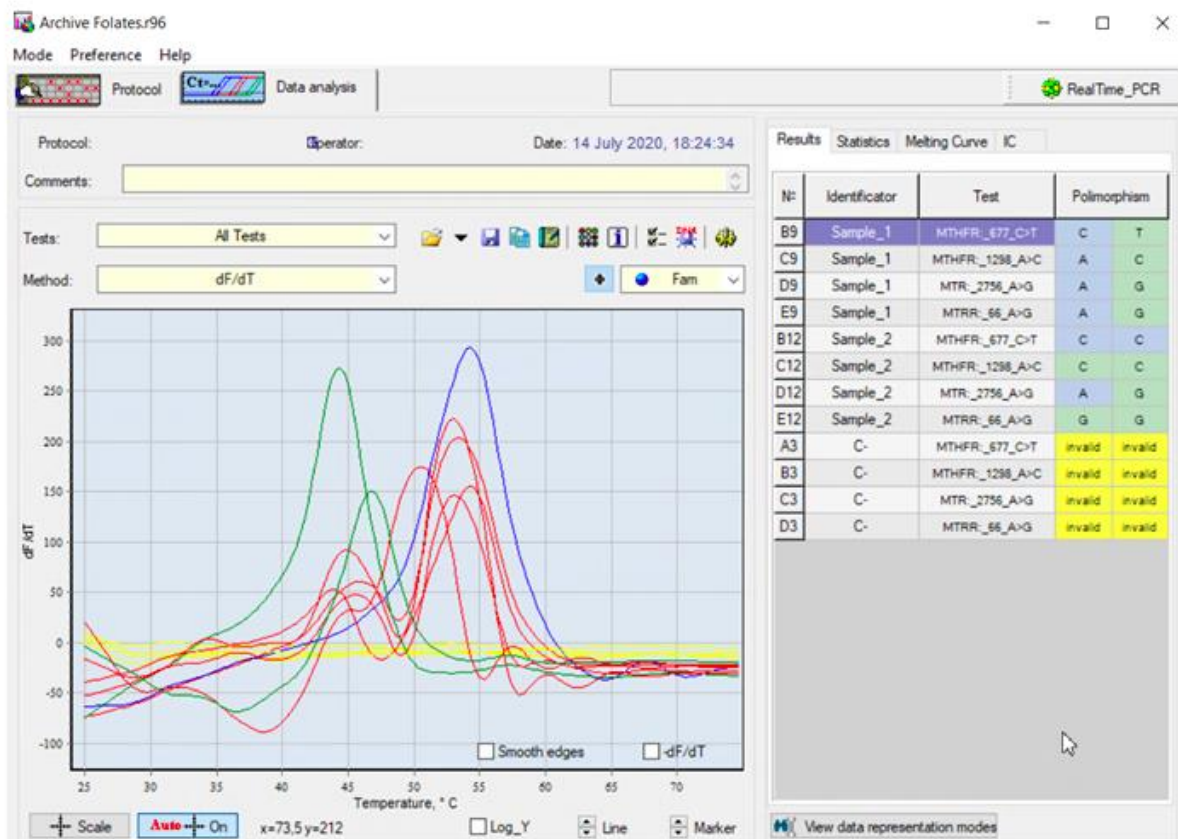 Archive Folates.r96
Mode Preference Help
Protocol Ct=... Data analysis RealTime_PCR
Protocol: Operator: Date: 14 July 2020, 18:24:34
Comments:
Tests: All Tests
Method: dF/dT Fam
dF/dT
300
250
200
150
100
50
0
-50
-100
Smooth edges -dF/dT
25 30 35 40 45 50 55 60 65 70
Temperature, ° C
Scale Auto On x=73,5 y=212 Log_Y Line Marker
Results Statistics Melting Curve IC
№ Identificator Test Polimorphism
B9 Sample_1 MTHFR:_677_C>T C T
C9 Sample_1 MTHFR:_1298_A>C A C
D9 Sample_1 MTR:_2756_A>G A G
E9 Sample_1 MTRR:_66_A>G A G
B12 Sample_2 MTHFR:_677_C>T C C
C12 Sample_2 MTHFR:_1298_A>C C C
D12 Sample_2 MTR:_2756_A>G A G
E12 Sample_2 MTRR:_66_A>G G G
A3 C- MTHFR:_677_C>T invalid invalid
B3 C- MTHFR:_1298_A>C invalid invalid
C3 C- MTR:_2756_A>G invalid invalid
D3 C- MTRR:_66_A>G invalid invalid
View data representation modes